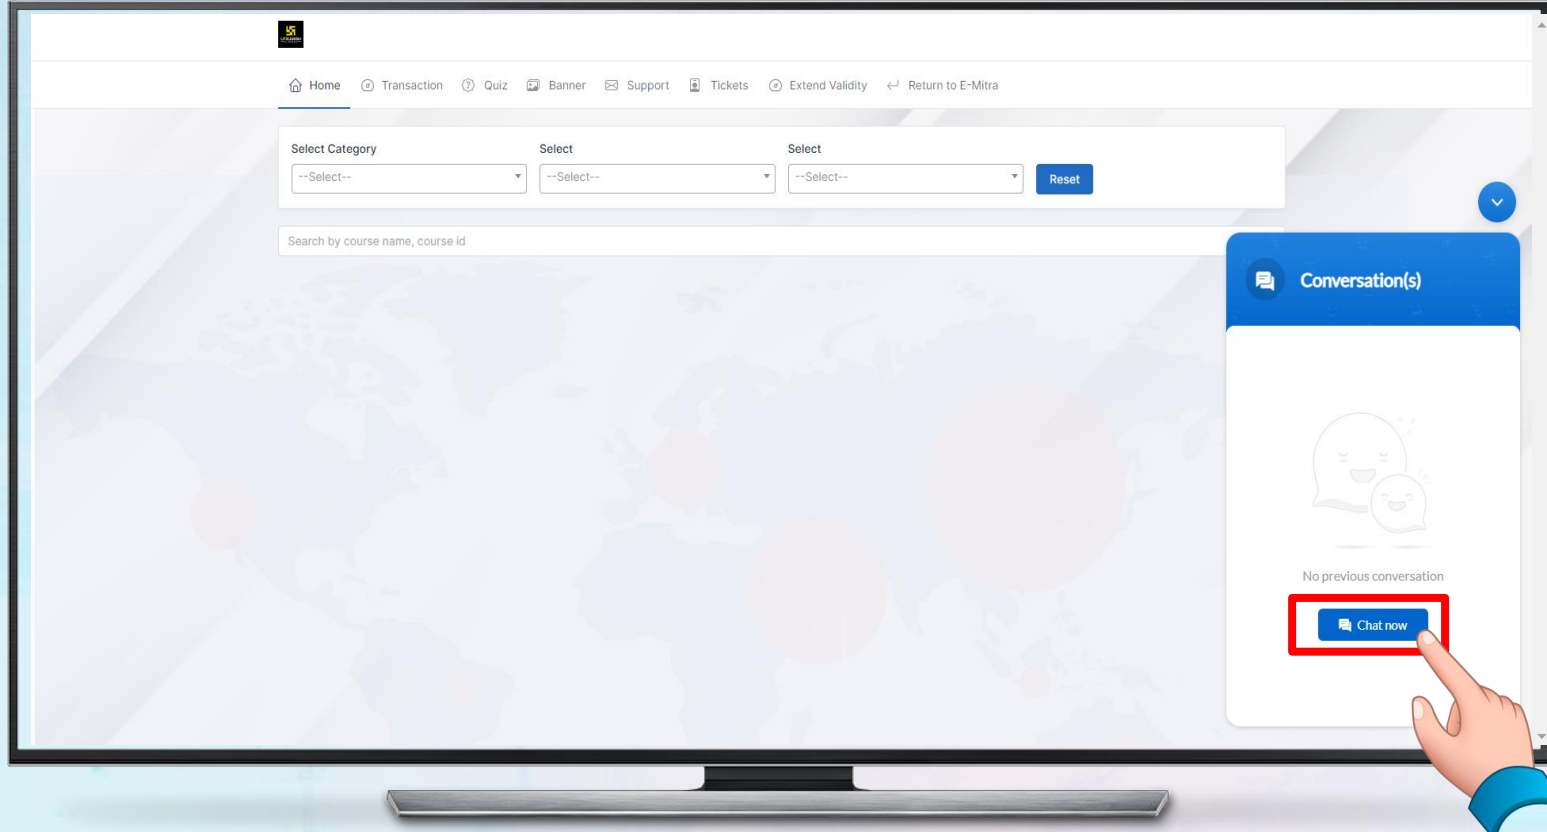 UTKARSH
Home Transaction Quiz Banner Support Tickets Extend Validity Return to E-Mitra
Select Category Select Select
--Select-- --Select-- --Select-- Reset
Search by course name, course id
Conversation(s)
No previous conversation
Chat now